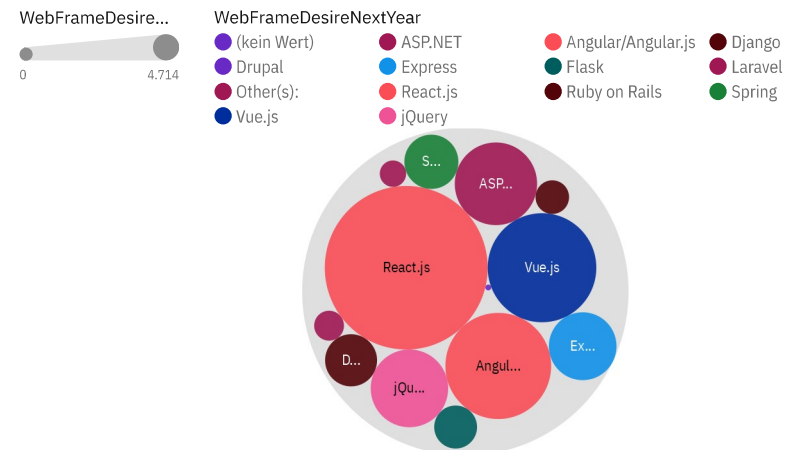 WebFrameDesire...
0
4.714
WebFrameDesireNextYear
(kein Wert)
ASP.NET
Angular/Angular.js
Django
Drupal
Express
Flask
Laravel
Other(s):
React.js
Ruby on Rails
Spring
Vue.js
jQuery
S...
ASP...
React.js
Vue.js
D...
jQu...
Angul...
Ex...